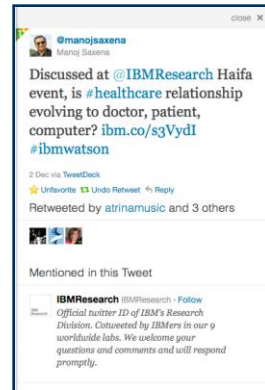 close ×
@manojsaxena
Manoj Saxena
Discussed at @IBMResearch Haifa
event, is #healthcare relationship
evolving to doctor, patient,
computer? ibm.co/s3VydI
#ibmwatson
2 Dec via TweetDeck
Unfavorite Undo Retweet Reply
Retweeted by atrinamusic and 3 others
Mentioned in this Tweet
IBMResearch IBMResearch · Follow
Official twitter ID of IBM's Research
Division. Cotweeted by IBMers in our 9
worldwide labs. We welcome your
questions and comments and will respond
promptly.